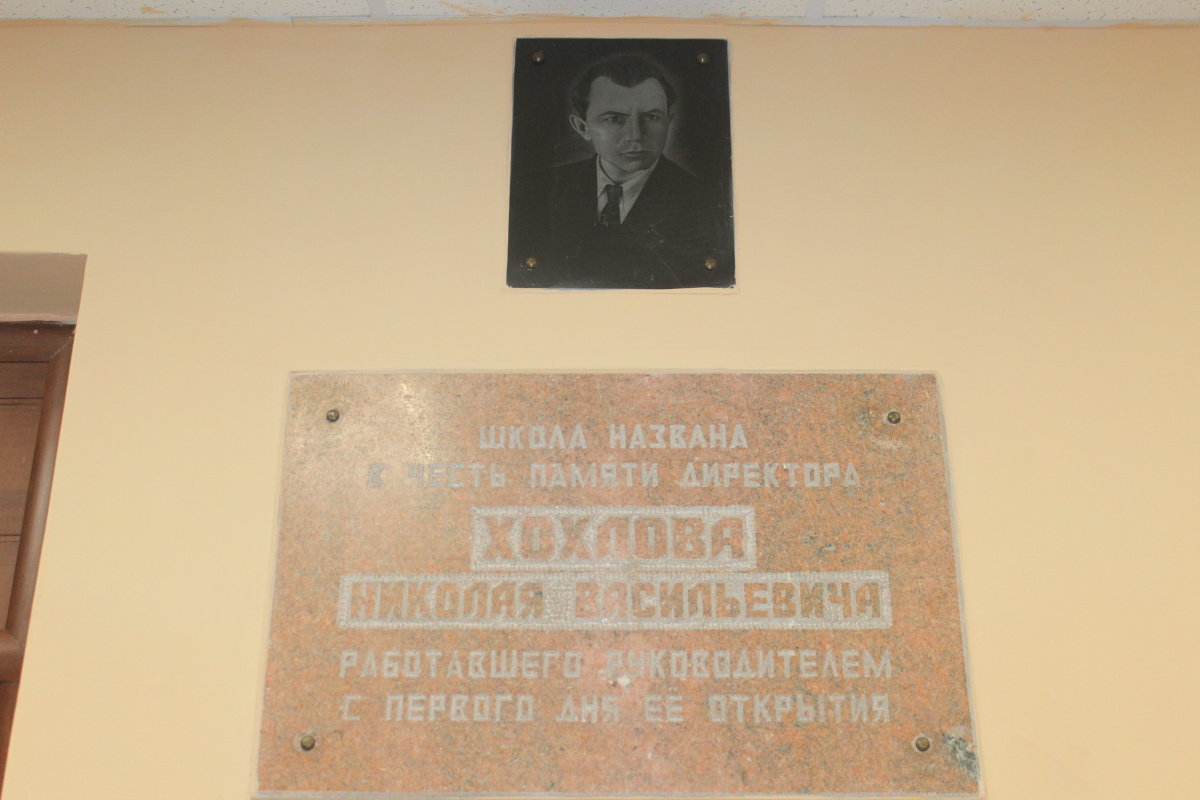 ШКОЛА НАЗВАНА
В ЧЕСТЬ ПАМЯТИ ДИРЕКТОРА
ХОХЛОВА
НИКОЛАЯ ВАСИЛЬЕВИЧА
РАБОТАВШЕГО РУКОВОДИТЕЛЕМ
С ПЕРВОГО ДНЯ ЕЕ ОТКРЫТИЯ